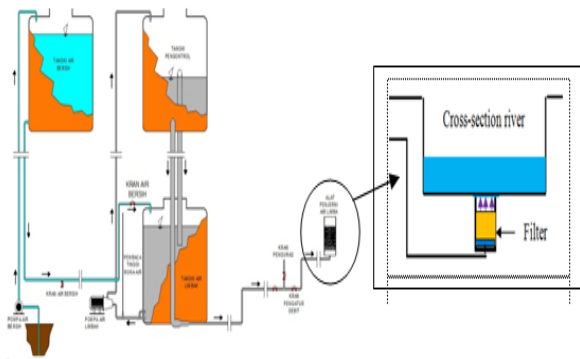 TANGKI AIR
BERSIH
TANGKI
PENGONTROL
KRAN AIR
BERSIH
ALAT
PENJERNIH
AIR LIMBAH
Cross-section river
Filter
PEMBACA
TINGGI
MUKA AIR
TANGKI AIR
LIMBAH
KRAN
PENGURAS
KRAN AIR BERSIH
KRAN
PENGATUR
DEBIT
POMPA AIR
BERSIH
POMPA AIR
LIMBAH